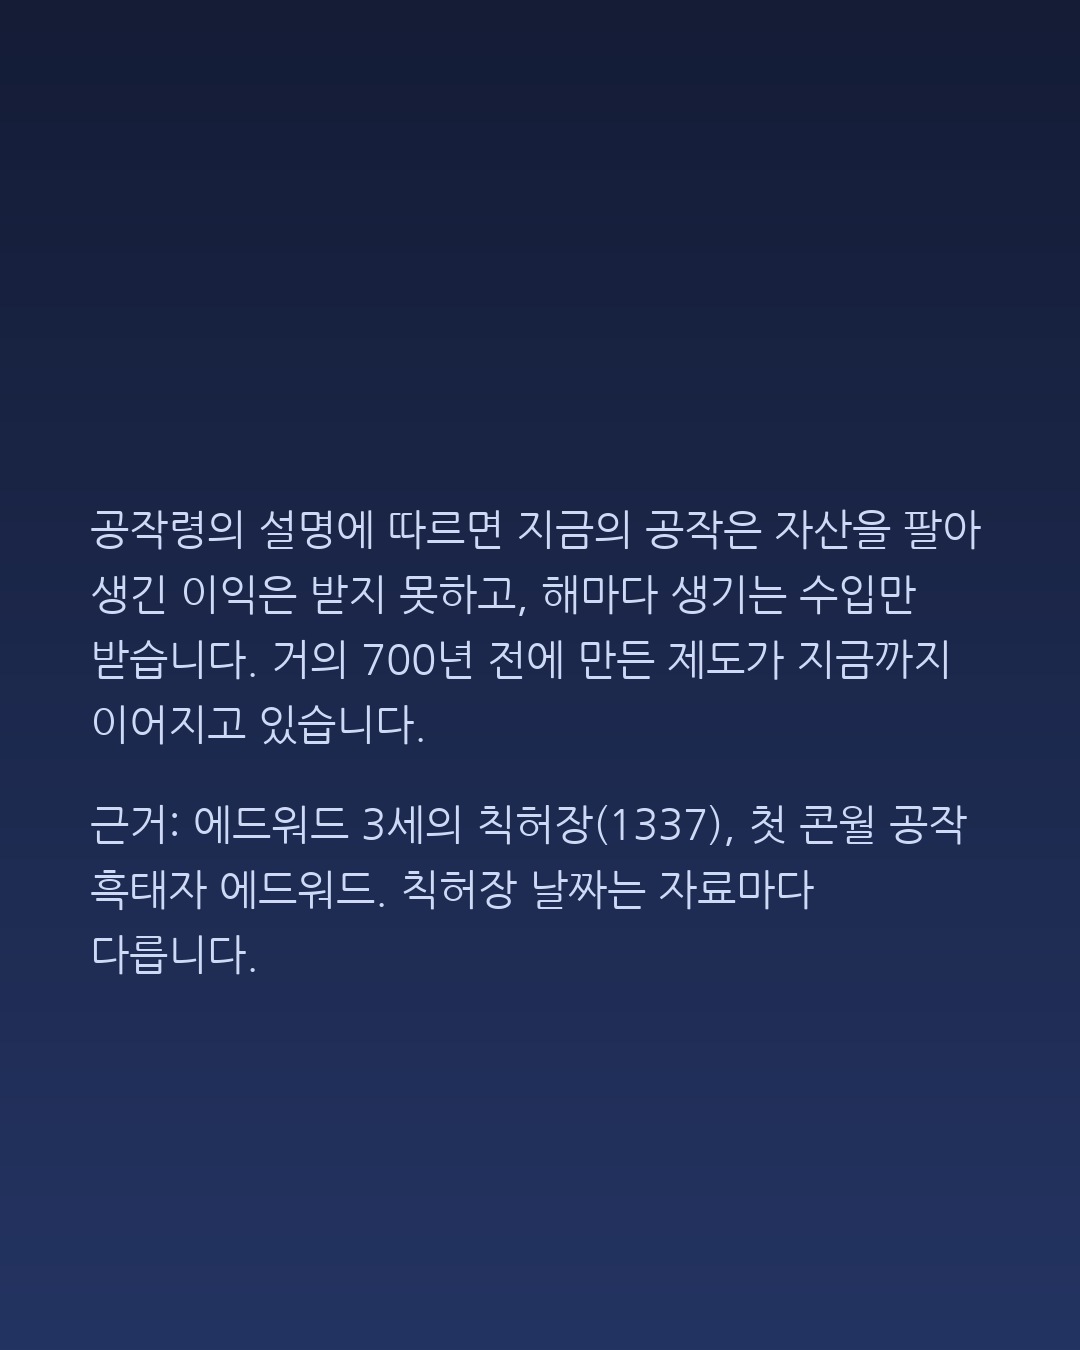 공작령의 설명에 따르면 지금의 공작은 자산을 팔아
생긴 이익은 받지 못하고, 해마다 생기는 수입만
받습니다. 거의 700년 전에 만든 제도가 지금까지
이어지고 있습니다.
근거: 에드워드 3세의 칙허장(1337), 첫 콘월 공작
흑태자 에드워드. 칙허장 날짜는 자료마다
다릅니다.